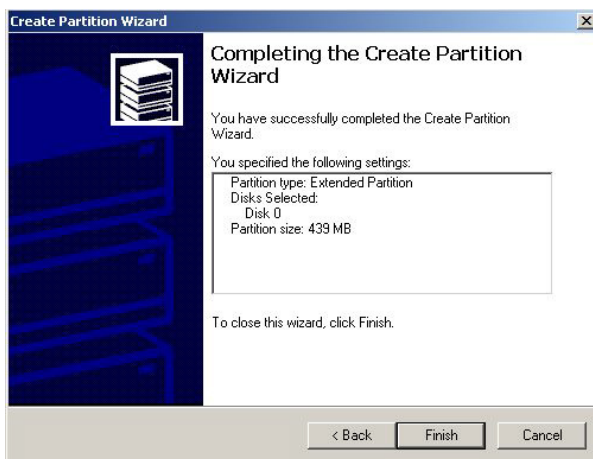 Create Partition Wizard
Completing the Create Partition
Wizard
You have successfully completed the Create Partition
Wizard.
You specified the following settings:
Partition type: Extended Partition
Disks Selected:
Disk 0
Partition size: 439 MB
To close this wizard, click Finish.
< Back
Finish
Cancel